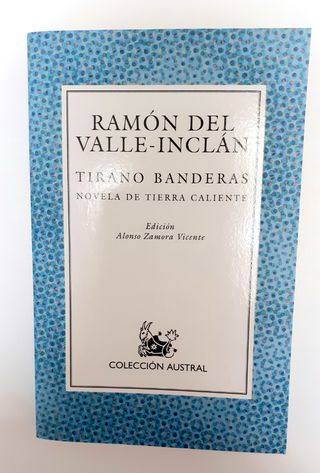 RAMÓN DEL
VALLE-INCLÁN
TIRANO BANDERAS
NOVELA DE TIERRA CALIENTE
Edición
Alonso Zamora Vicente
COLECCIÓN AUSTRAL